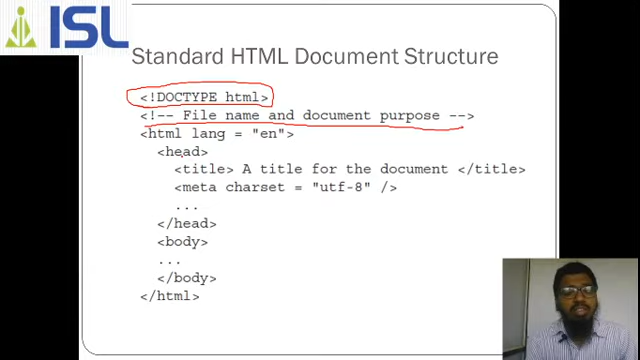 ISL
Standard HTML Document Structure
<!DOCTYPE html>
<!-- File name and document purpose -->
<html lang = "en">
<head>
<title> A title for the document </title>
<meta charset = "utf-8" />
...
</head>
<body>
...
</body>
</html>